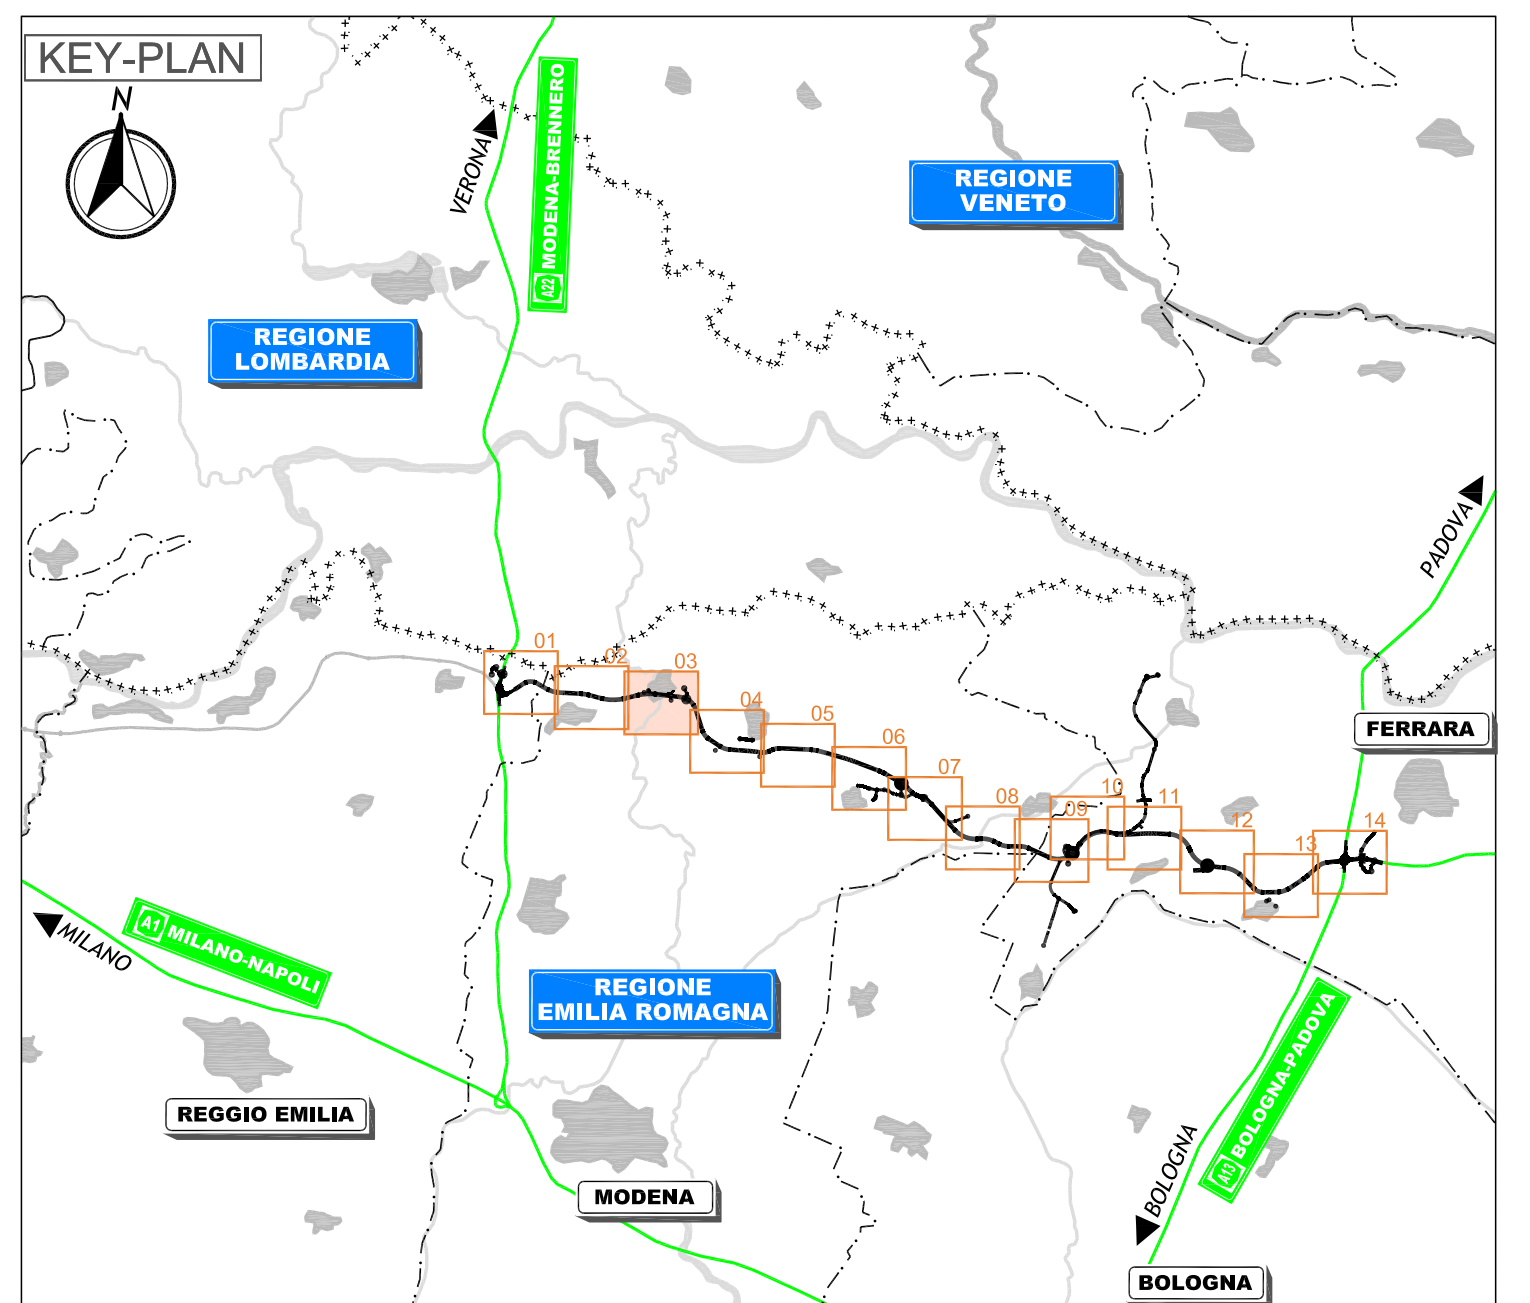 KEY-PLAN
N
VERONA
A22 MODENA-BRENNERO
REGIONE
VENETO
REGIONE
LOMBARDIA
PADOVA
01
02
03
04
05
06
07
08
09
10
11
12
13
14
FERRARA
A1 MILANO-NAPOLI
MILANO
REGIONE
EMILIA ROMAGNA
A13 BOLOGNA-PADOVA
REGGIO EMILIA
MODENA
BOLOGNA
BOLOGNA